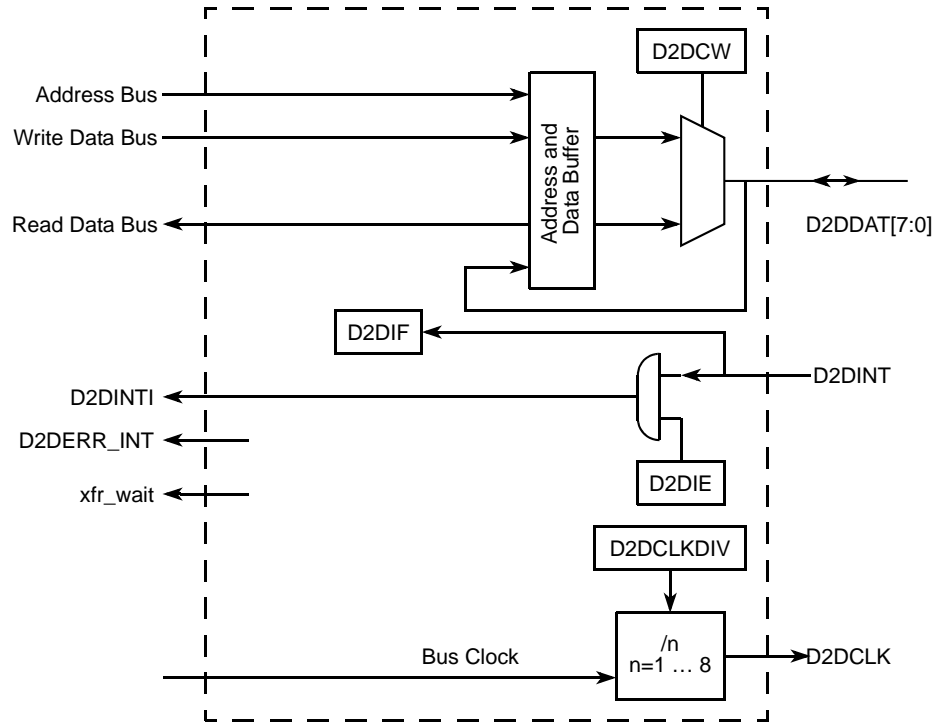 D2DCW
Address Bus
Write Data Bus
Address and
Data Buffer
Read Data Bus
D2DDAT[7:0]
D2DIF
D2DINT
D2DINTI
D2DERR_INT
D2DIE
xfr_wait
D2DCLKDIV
/n
n=1 … 8
Bus Clock
D2DCLK